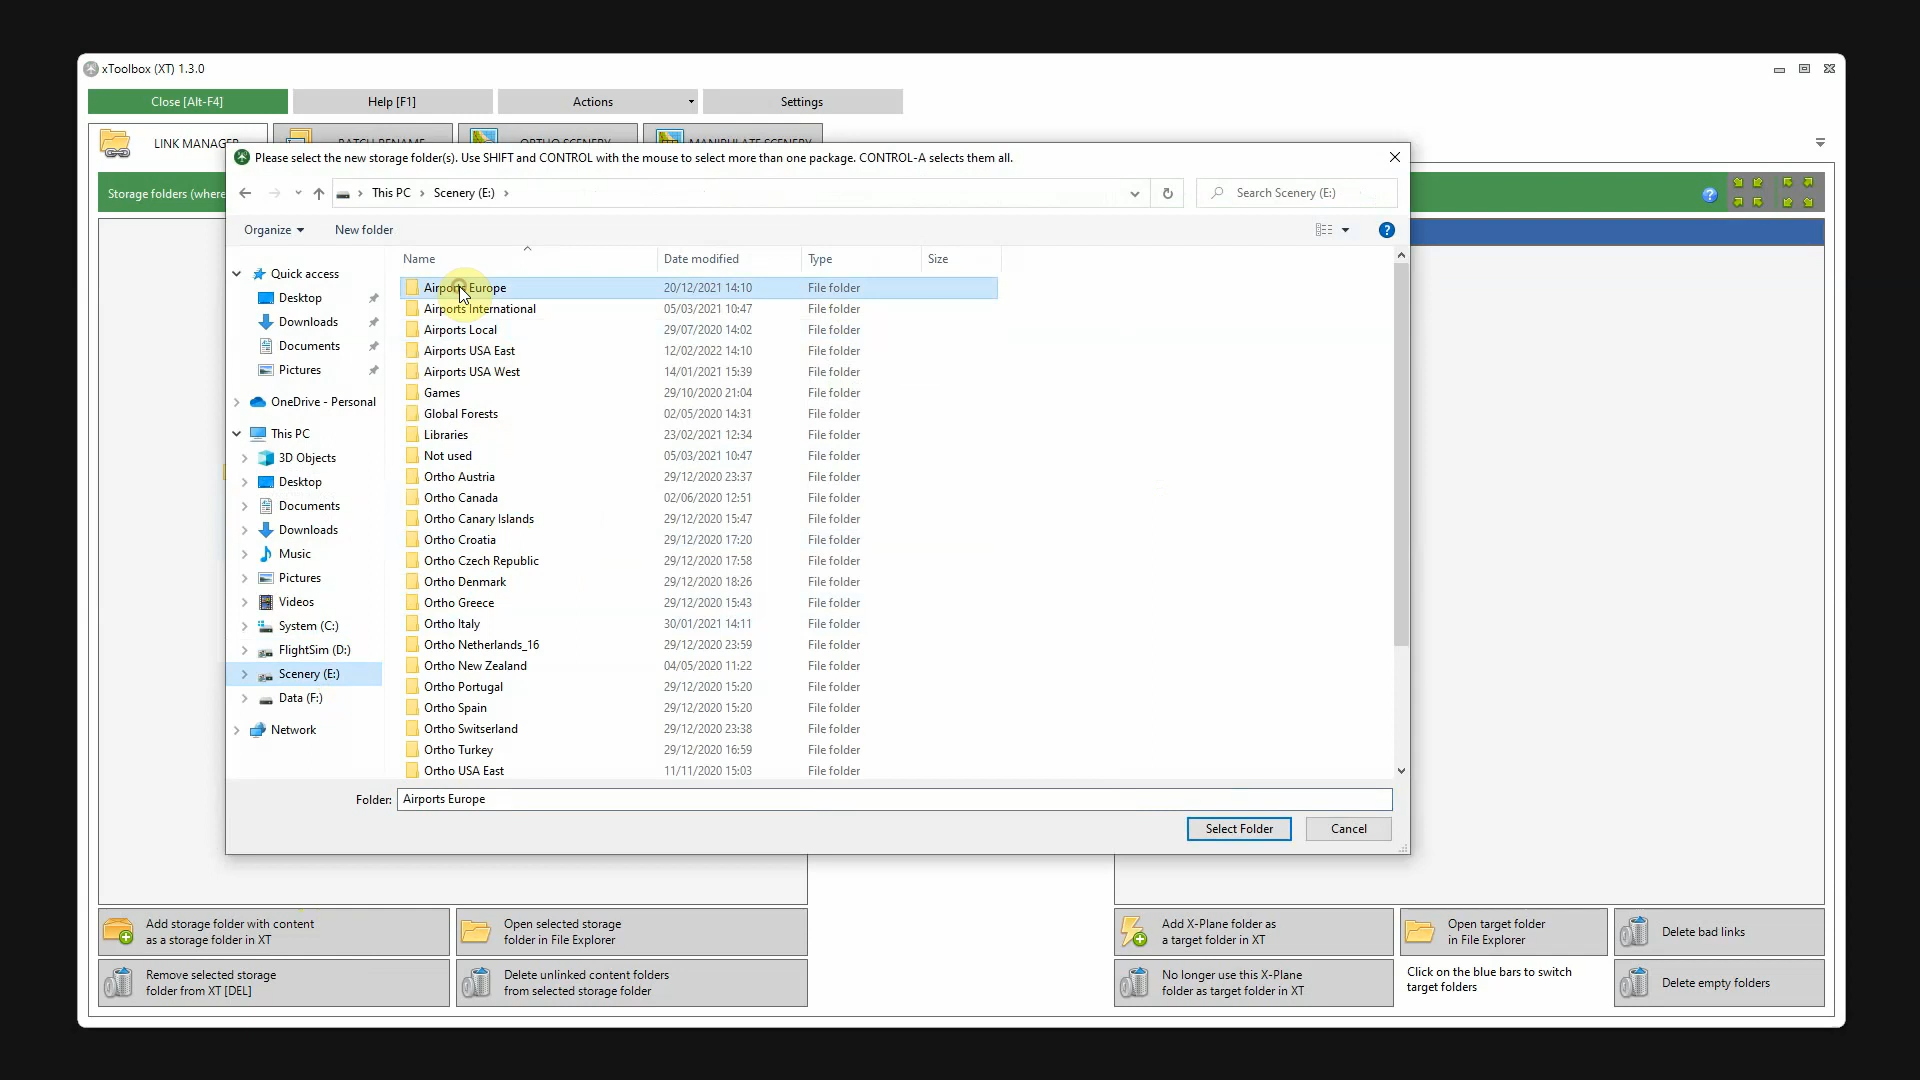 xToolbox (XT) 1.3.0
Close [Alt-F4]
Help [F1]
Actions
Settings
LINK MANAGER
BATCH RENAME
ORTHO SCENERY
MANIPULATE SCENERY
Please select the new storage folder(s). Use SHIFT and CONTROL with the mouse to select more than one package. CONTROL-A selects them all.
Storage folders (where
This PC
Scenery (E:)
Search Scenery (E:)
Organize
New folder
Name
Date modified
Type
Size
Quick access
Desktop
Downloads
Documents
Pictures
OneDrive - Personal
This PC
3D Objects
Desktop
Documents
Downloads
Music
Pictures
Videos
System (C:)
FlightSim (D:)
Scenery (E:)
Data (F:)
Network
Airports Europe 20/12/2021 14:10 File folder
Airports International 05/03/2021 10:47 File folder
Airports Local 29/07/2020 14:02 File folder
Airports USA East 12/02/2022 14:10 File folder
Airports USA West 14/01/2021 15:39 File folder
Games 29/10/2020 21:04 File folder
Global Forests 02/05/2020 14:31 File folder
Libraries 23/02/2021 12:34 File folder
Not used 05/03/2021 10:47 File folder
Ortho Austria 29/12/2020 23:37 File folder
Ortho Canada 02/06/2020 12:51 File folder
Ortho Canary Islands 29/12/2020 15:47 File folder
Ortho Croatia 29/12/2020 17:20 File folder
Ortho Czech Republic 29/12/2020 17:58 File folder
Ortho Denmark 29/12/2020 18:26 File folder
Ortho Greece 29/12/2020 15:43 File folder
Ortho Italy 30/01/2021 14:11 File folder
Ortho Netherlands_16 29/12/2020 23:59 File folder
Ortho New Zealand 04/05/2020 11:22 File folder
Ortho Portugal 29/12/2020 15:20 File folder
Ortho Spain 29/12/2020 15:20 File folder
Ortho Switserland 29/12/2020 23:38 File folder
Ortho Turkey 29/12/2020 16:59 File folder
Ortho USA East 11/11/2020 15:03 File folder
Folder: Airports Europe
Select Folder
Cancel
Add storage folder with content
as a storage folder in XT
Open selected storage
folder in File Explorer
Remove selected storage
folder from XT [DEL]
Delete unlinked content folders
from selected storage folder
Add X-Plane folder as
a target folder in XT
Open target folder
in File Explorer
Delete bad links
No longer use this X-Plane
folder as target folder in XT
Click on the blue bars to switch
target folders
Delete empty folders